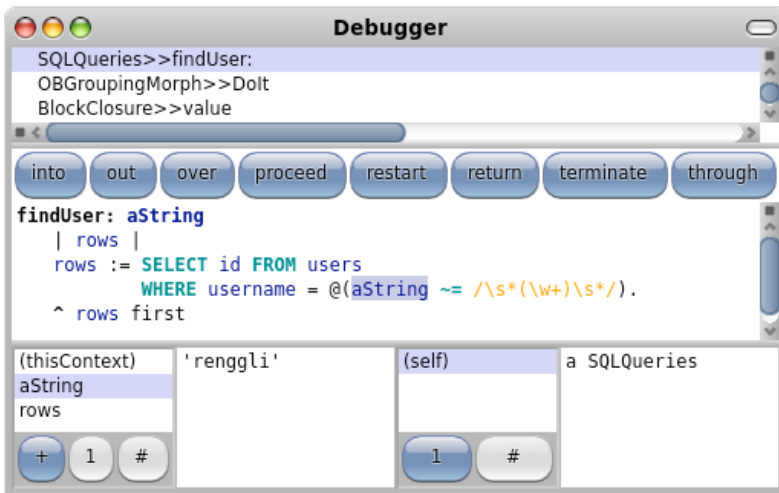 Debugger
SQLQueries>>findUser:
OBGroupingMorph>>DoIt
BlockClosure>>value
into out over proceed restart return terminate through
findUser: aString
| rows |
rows := SELECT id FROM users
WHERE username = @(aString ~= /\s*(\w+)\s*/).
^ rows first
(thisContext) 'renggli' (self) a SQLQueries
aString
rows
+ 1 # 1 #